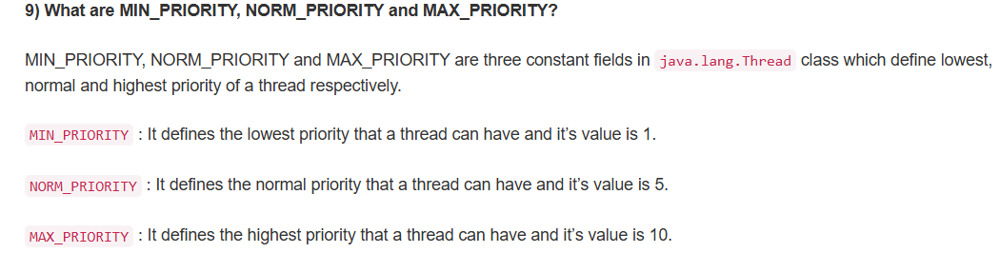 9) What are MIN_PRIORITY, NORM_PRIORITY and MAX_PRIORITY?
MIN_PRIORITY, NORM_PRIORITY and MAX_PRIORITY are three constant fields in java.lang.Thread class which define lowest,
normal and highest priority of a thread respectively.
MIN_PRIORITY : It defines the lowest priority that a thread can have and it’s value is 1.
NORM_PRIORITY : It defines the normal priority that a thread can have and it’s value is 5.
MAX_PRIORITY : It defines the highest priority that a thread can have and it’s value is 10.